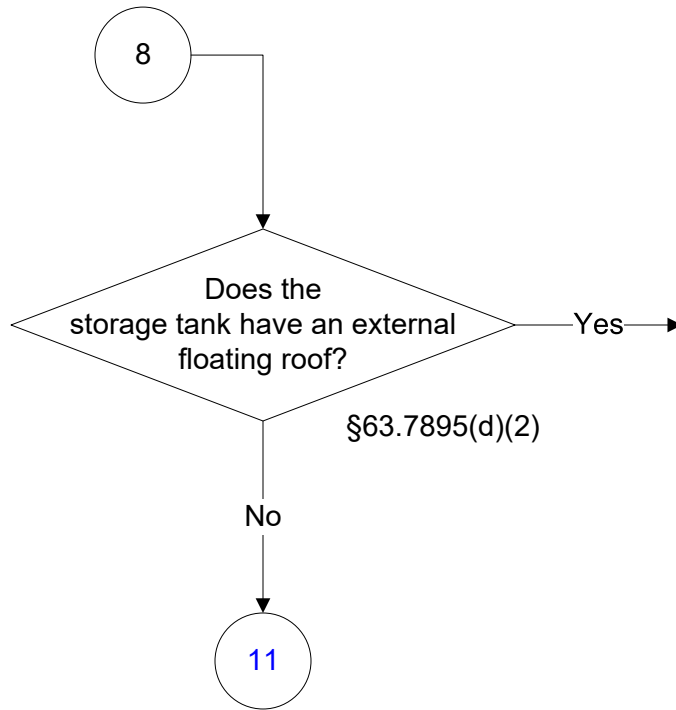 8
Does the
storage tank have an external
floating roof?
Yes
§63.7895(d)(2)
No
11